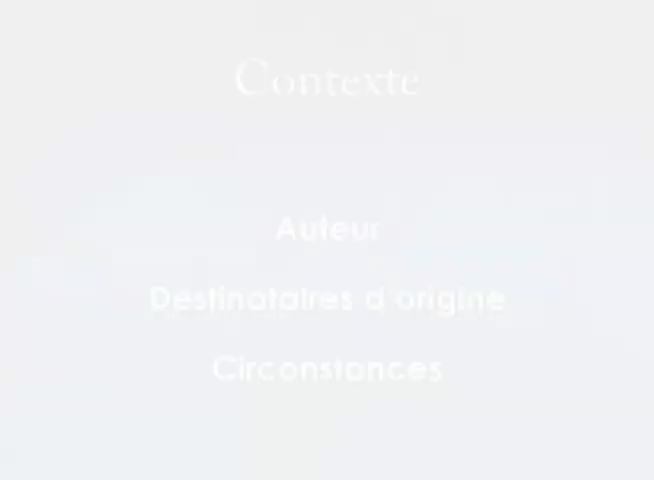 Contexte
Auteur
Destinataires d'origine
Circonstances